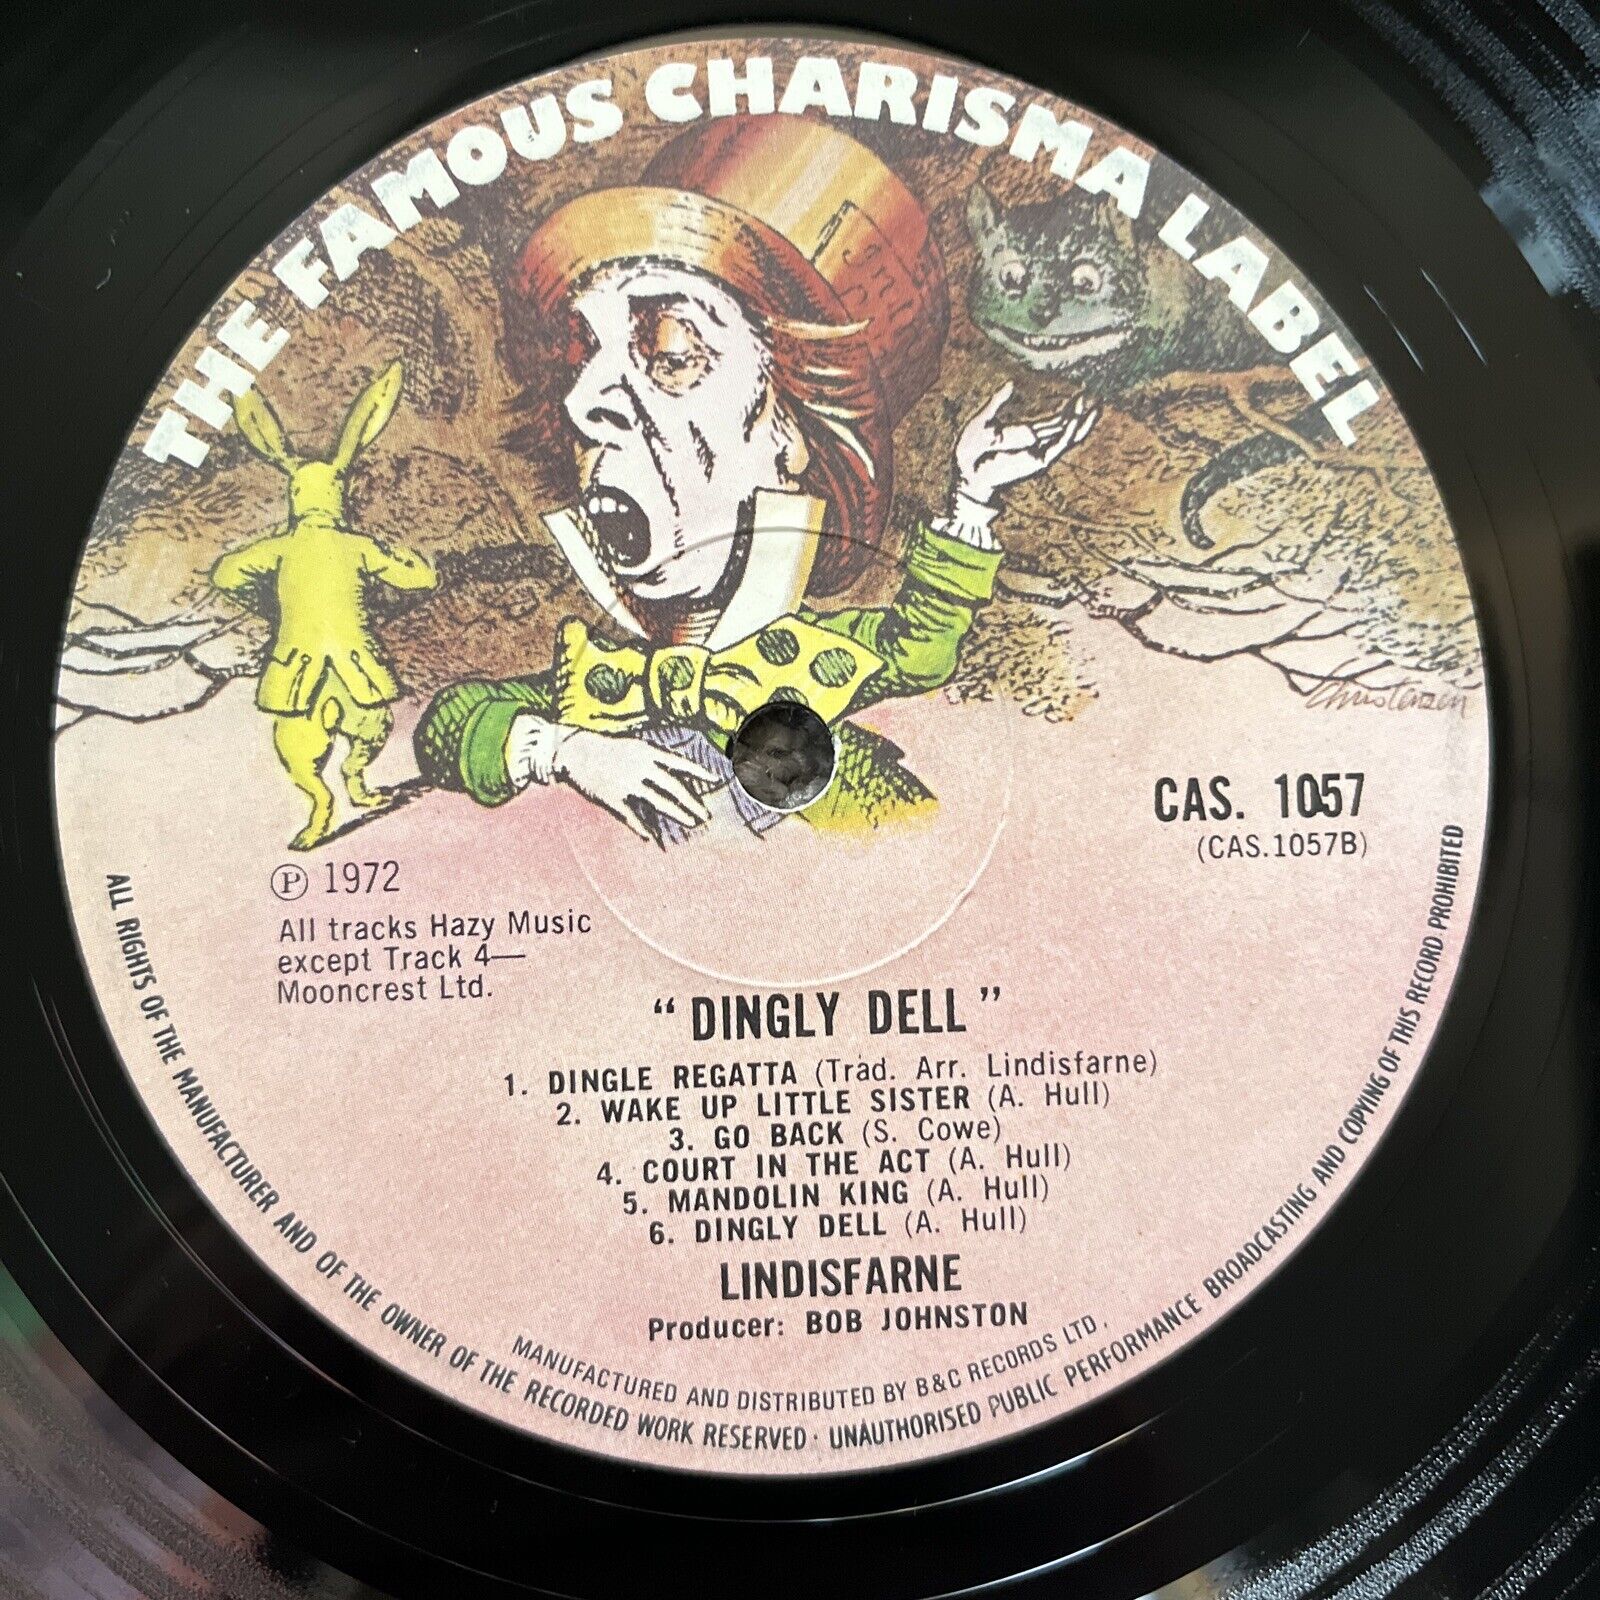 THE FAMOUS CHARISMA LABEL
Christensen
CAS. 1057
(CAS.1057B)
℗ 1972
All tracks Hazy Music
except Track 4—
Mooncrest Ltd.
“DINGLY DELL”
1. DINGLE REGATTA (Trad. Arr. Lindisfarne)
2. WAKE UP LITTLE SISTER (A. Hull)
3. GO BACK (S. Cowe)
4. COURT IN THE ACT (A. Hull)
5. MANDOLIN KING (A. Hull)
6. DINGLY DELL (A. Hull)
LINDISFARNE
Producer: BOB JOHNSTON
MANUFACTURED AND DISTRIBUTED BY B&C RECORDS LTD.
ALL RIGHTS OF THE MANUFACTURER AND OF THE OWNER OF THE RECORDED WORK RESERVED · UNAUTHORISED PUBLIC PERFORMANCE BROADCASTING AND COPYING OF THIS RECORD PROHIBITED